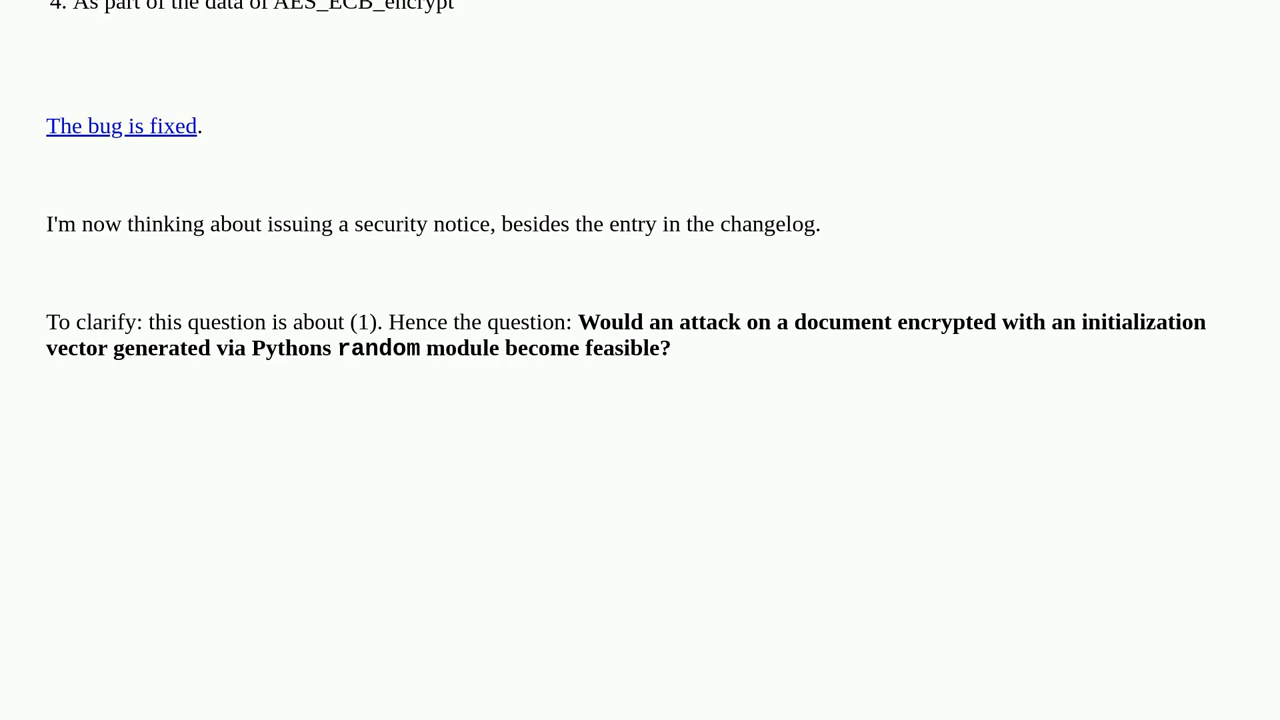 4. As part of the data of AES_ECB_encrypt
The bug is fixed.
I'm now thinking about issuing a security notice, besides the entry in the changelog.
To clarify: this question is about (1). Hence the question: Would an attack on a document encrypted with an initialization
vector generated via Pythons random module become feasible?